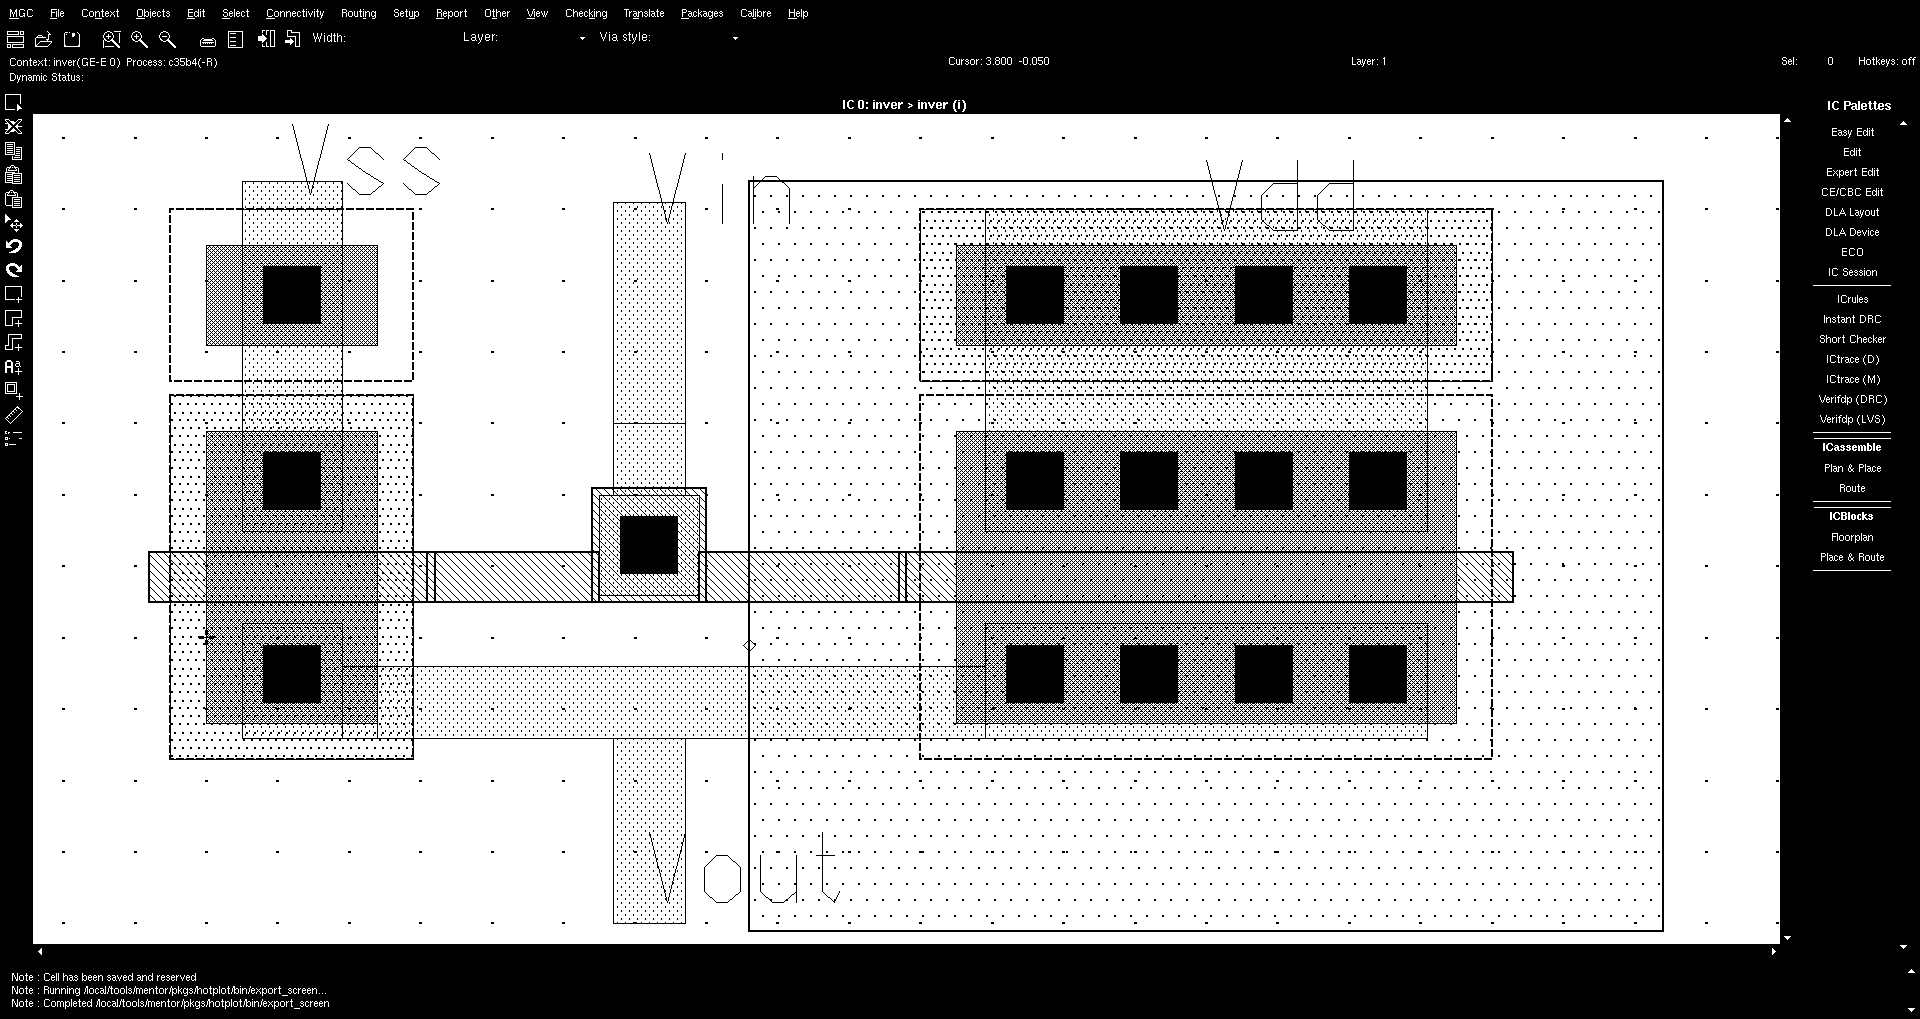 MGC File Context Objects Edit Select Connectivity Routing Setup Report Other View Checking Translate Packages Calibre Help
Width: Layer: Via style:
Context: inver(GE-E 0) Process: c35b4(-R) Cursor: 3.800 -0.050 Layer: 1 Sel: 0 Hotkeys: off
Dynamic Status:
IC 0: inver > inver (i)
Vss
Vin
Vdd
Vout
IC Palettes
Easy Edit
Edit
Expert Edit
CE/CBC Edit
DLA Layout
DLA Device
ECO
IC Session
ICrules
Instant DRC
Short Checker
ICtrace (D)
ICtrace (M)
Verifdp (DRC)
Verifdp (LVS)
ICassemble
Plan & Place
Route
ICBlocks
Floorplan
Place & Route
Note : Cell has been saved and reserved
Note : Running /local/tools/mentor/pkgs/hotplot/bin/export_screen...
Note : Completed /local/tools/mentor/pkgs/hotplot/bin/export_screen